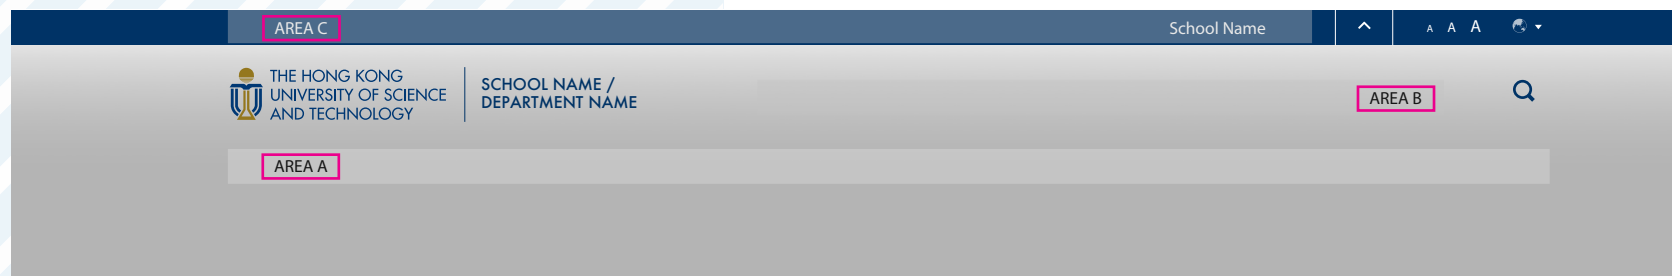 AREA C
School Name
A A A
THE HONG KONG
UNIVERSITY OF SCIENCE
AND TECHNOLOGY
SCHOOL NAME /
DEPARTMENT NAME
AREA B
AREA A